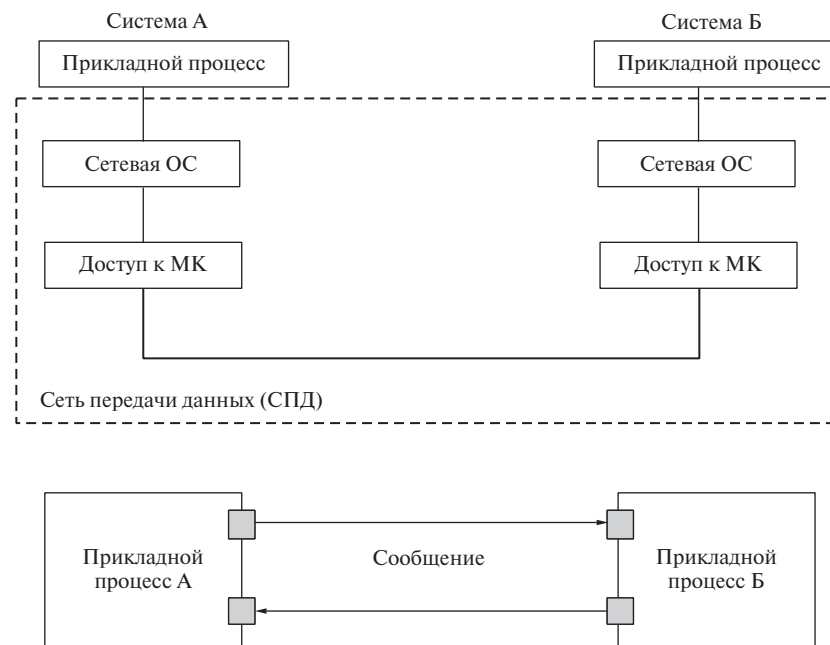 Система А
Система Б
Прикладной процесс
Прикладной процесс
Сетевая ОС
Сетевая ОС
Доступ к МК
Доступ к МК
Сеть передачи данных (СПД)
Прикладной
процесс А
Сообщение
Прикладной
процесс Б